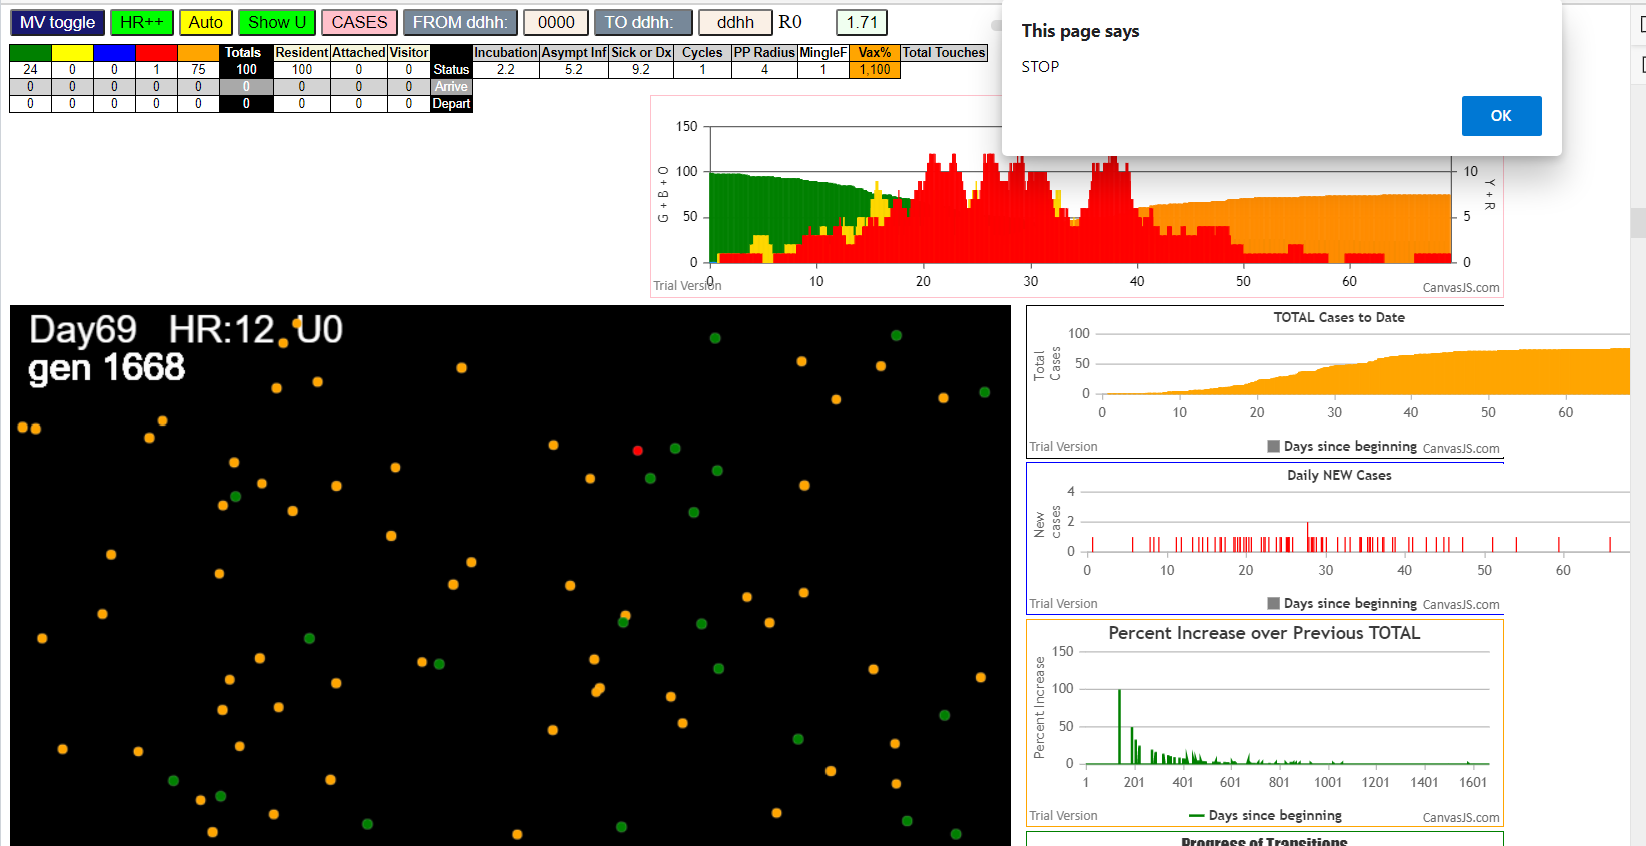 MV toggle HR++ Auto Show U CASES FROM ddhh: 0000 TO ddhh: ddhh R0 1.71
This page says
STOP
OK
Totals Resident Attached Visitor Incubation Asympt Inf Sick or Dx Cycles PP Radius MingleF Vax% Total Touches
24 0 0 1 75 100 100 0 0 Status 2.2 5.2 9.2 1 4 1 1,100
0 0 0 0 0 0 0 0 0 Arrive
0 0 0 0 0 0 0 0 0 Depart
150
100
50
0
G + B + O
10
5
0
Y + R
0 10 20 30 40 50 60
Trial Version CanvasJS.com
Day69 HR:12 U0
gen 1668
TOTAL Cases to Date
Total Cases
100
50
0
0 10 20 30 40 50 60
Days since beginning
Trial Version CanvasJS.com
Daily NEW Cases
New cases
4
2
0
0 10 20 30 40 50 60
Days since beginning
Trial Version CanvasJS.com
Percent Increase over Previous TOTAL
Percent Increase
150
100
50
0
1 201 401 601 801 1001 1201 1401 1601
Days since beginning
Trial Version CanvasJS.com
Progress of Transitions